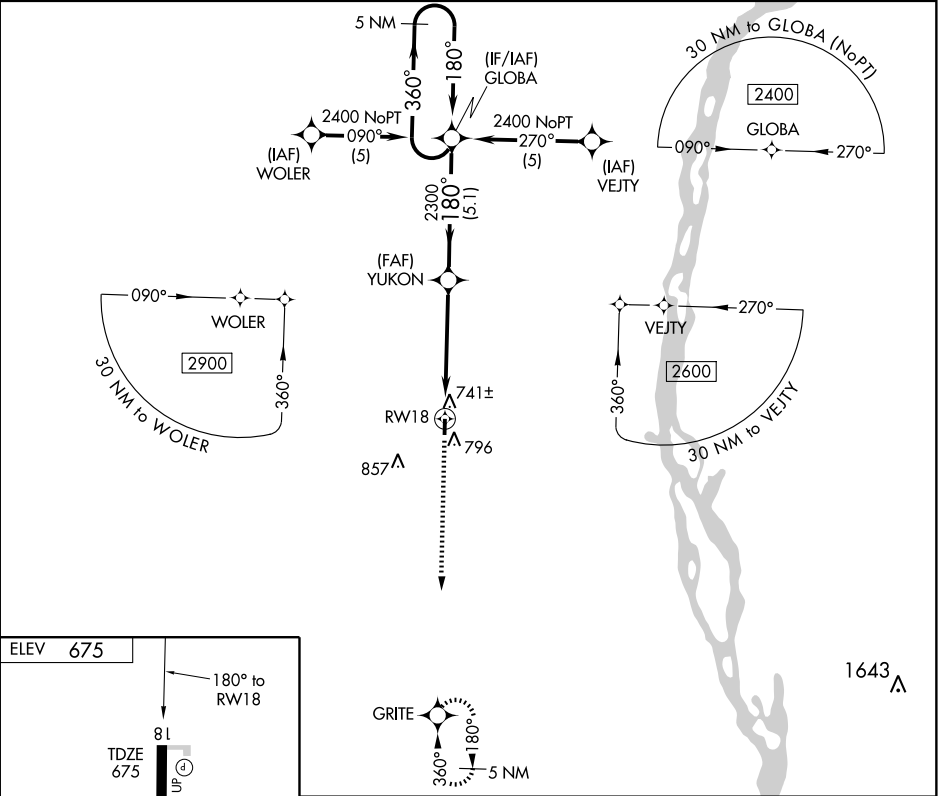 5 NM
360°
180°
(IF/IAF)
GLOBA
2400 NoPT
090°
(5)
(IAF)
WOLER
2400 NoPT
270°
(5)
(IAF)
VEJTY
2300
180°
(5.1)
(FAF)
YUKON
30 NM to GLOBA (NoPT)
2400
GLOBA
090°
270°
090°
WOLER
2900
360°
30 NM to WOLER
270°
VEJTY
2600
360°
30 NM to VEJTY
741±
RW18
796
857
1643
ELEV 675
180° to
RW18
18
TDZE
675
UP
P
GRITE
360°
180°
5 NM